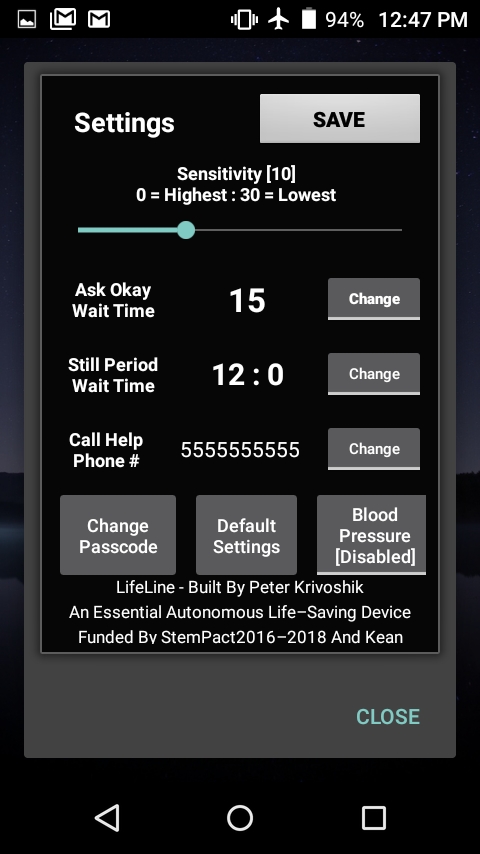 94% 12:47 PM
Settings
SAVE
Sensitivity [10]
0 = Highest : 30 = Lowest
Ask Okay
Wait Time
15
Change
Still Period
Wait Time
12 : 0
Change
Call Help
Phone #
5555555555
Change
Change
Passcode
Default
Settings
Blood
Pressure
[Disabled]
LifeLine - Built By Peter Krivoshik
An Essential Autonomous Life–Saving Device
Funded By StemPact2016–2018 And Kean
CLOSE